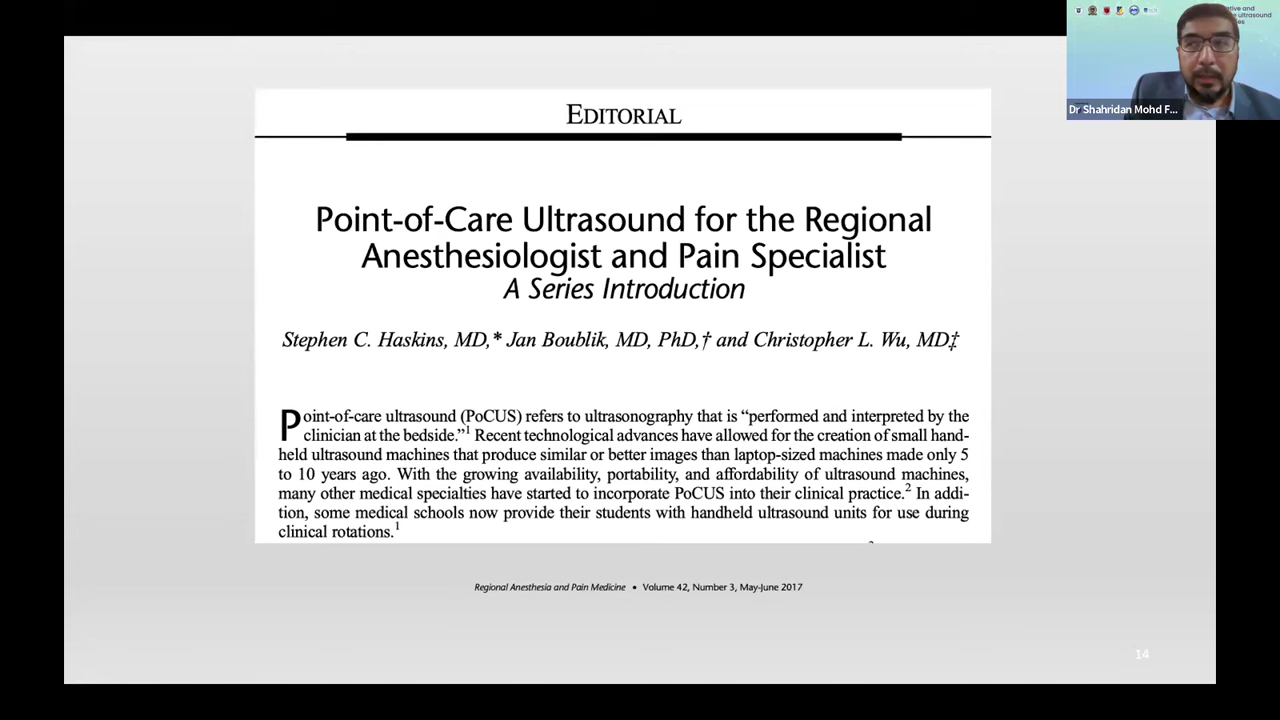 EDITORIAL
Point-of-Care Ultrasound for the Regional
Anesthesiologist and Pain Specialist
A Series Introduction
Stephen C. Haskins, MD,* Jan Boublik, MD, PhD,† and Christopher L. Wu, MD‡
Point-of-care ultrasound (PoCUS) refers to ultrasonography that is “performed and interpreted by the
clinician at the bedside.”1 Recent technological advances have allowed for the creation of small hand-
held ultrasound machines that produce similar or better images than laptop-sized machines made only 5
to 10 years ago. With the growing availability, portability, and affordability of ultrasound machines,
many other medical specialties have started to incorporate PoCUS into their clinical practice.2 In addi-
tion, some medical schools now provide their students with handheld ultrasound units for use during
clinical rotations.1
Regional Anesthesia and Pain Medicine • Volume 42, Number 3, May-June 2017
14
ative and
ultrasound
Dr Shahridan Mohd F...